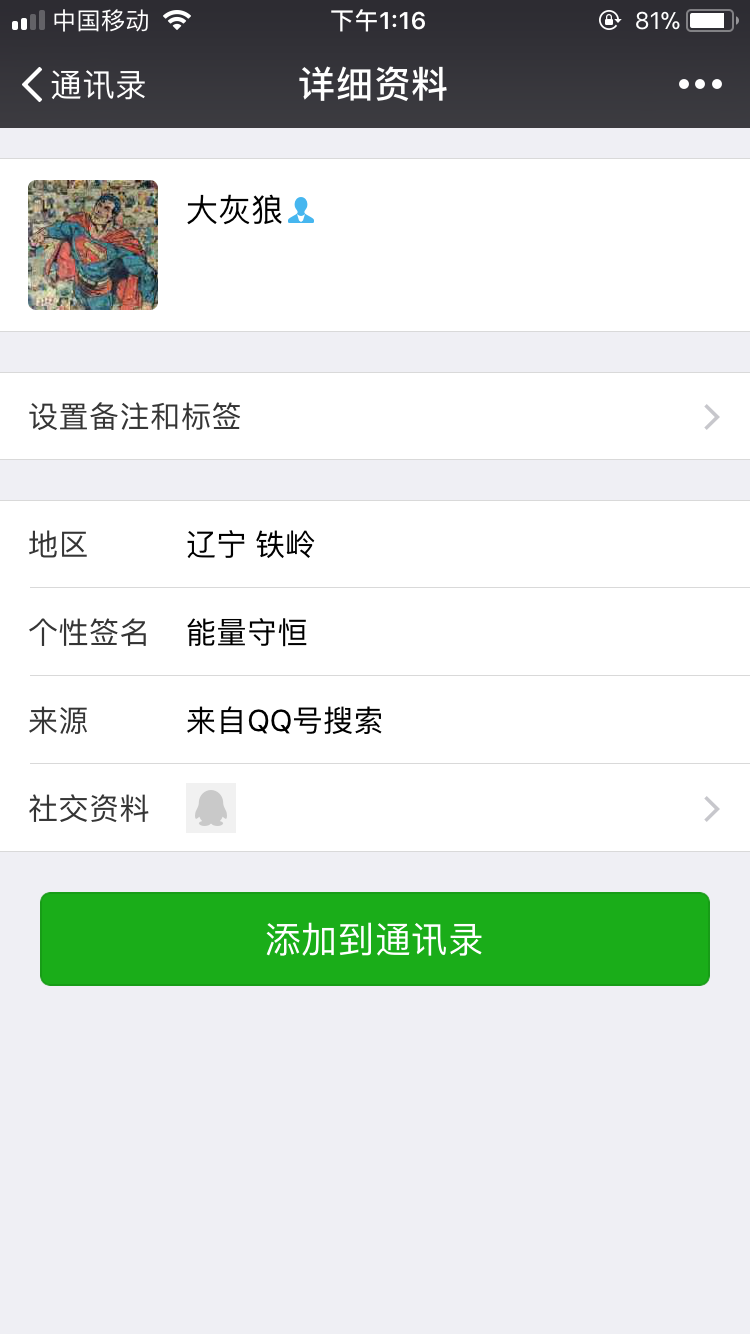 中国移动 下午1:16 81%
通讯录 详细资料
大灰狼
设置备注和标签
地区 辽宁 铁岭
个性签名 能量守恒
来源 来自QQ号搜索
社交资料
添加到通讯录